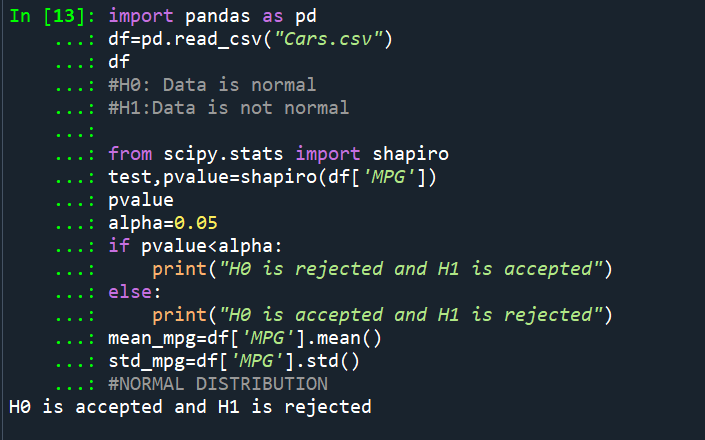 In [13]: import pandas as pd
    ...: df=pd.read_csv("Cars.csv")
    ...: df
    ...: #H0: Data is normal
    ...: #H1:Data is not normal
    ...:
    ...: from scipy.stats import shapiro
    ...: test,pvalue=shapiro(df['MPG'])
    ...: pvalue
    ...: alpha=0.05
    ...: if pvalue<alpha:
    ...:     print("H0 is rejected and H1 is accepted")
    ...: else:
    ...:     print("H0 is accepted and H1 is rejected")
    ...: mean_mpg=df['MPG'].mean()
    ...: std_mpg=df['MPG'].std()
    ...: #NORMAL DISTRIBUTION
H0 is accepted and H1 is rejected